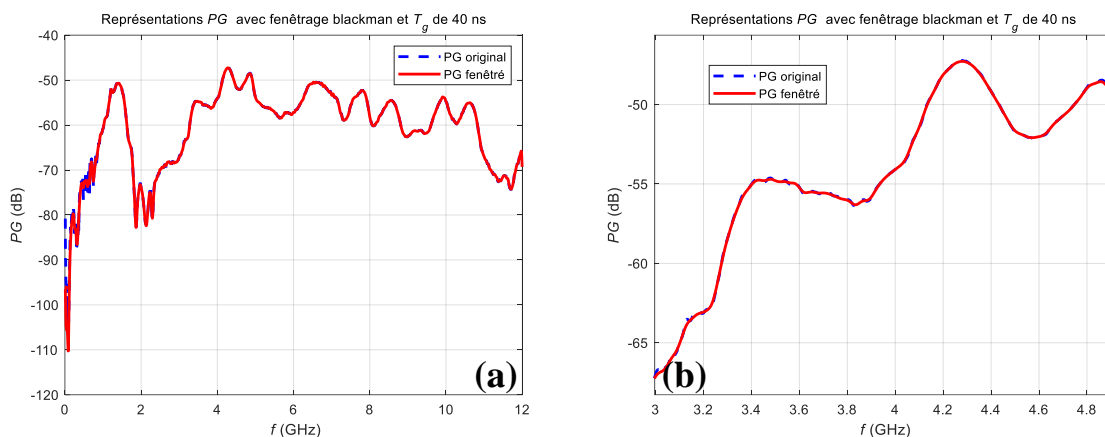 Représentations PG avec fenêtrage blackman et Tg de 40 ns
-40
-50
-60
-70
-80
-90
-100
-110
-120
PG (dB)
PG original
PG fenêtré
(a)
0 2 4 6 8 10 12
f (GHz)
Représentations PG avec fenêtrage blackman et Tg de 40 ns
-50
-55
-60
-65
PG (dB)
PG original
PG fenêtré
(b)
3 3.2 3.4 3.6 3.8 4 4.2 4.4 4.6 4.8
f (GHz)